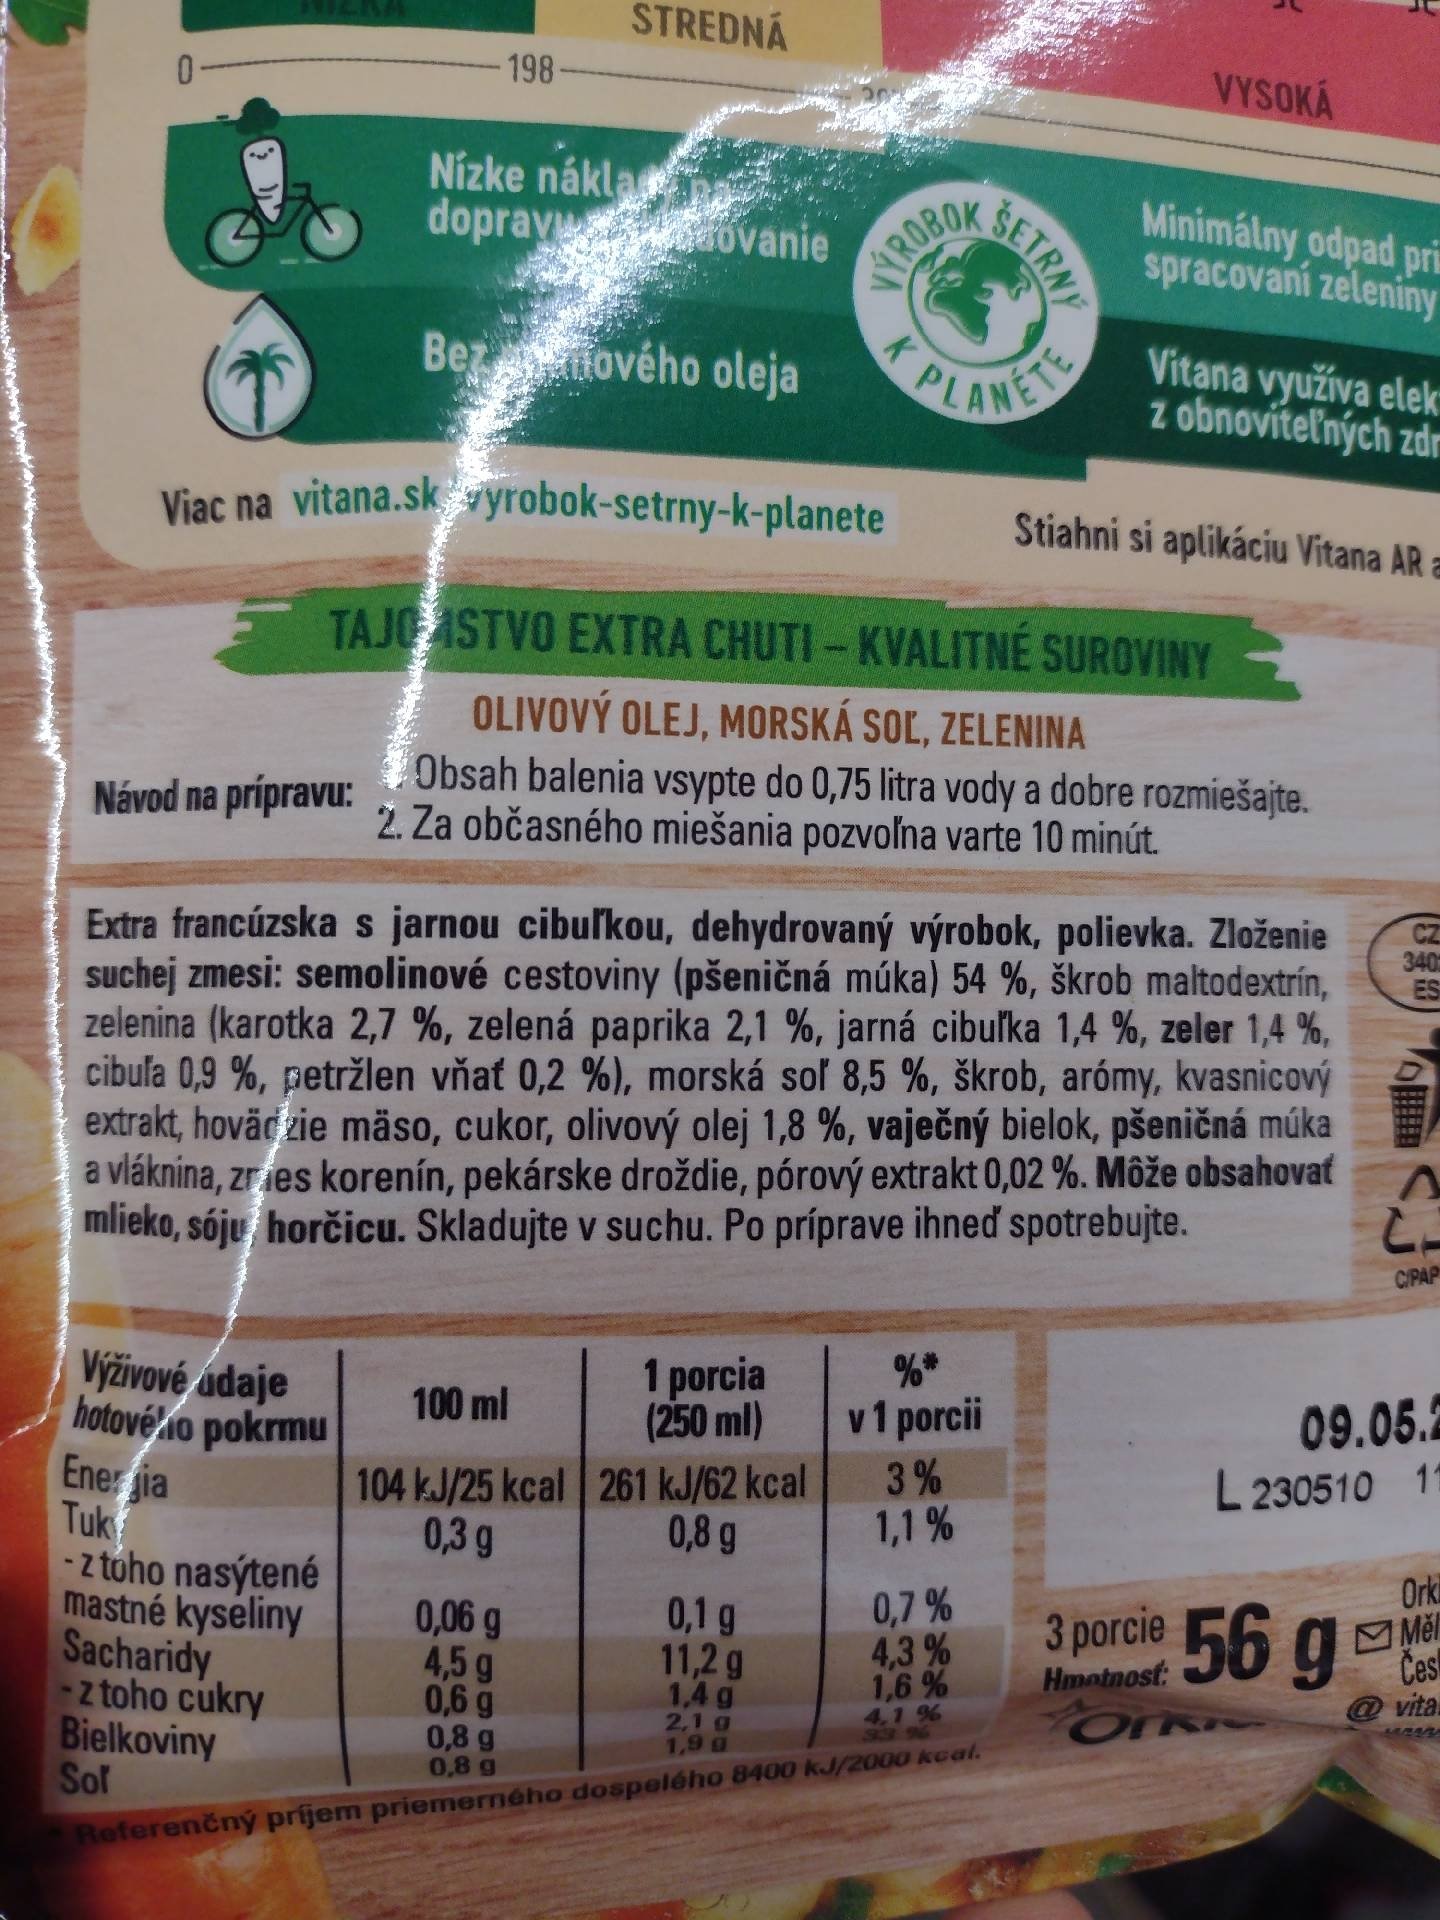 STREDNÁ
VYSOKÁ
0
198
Nízke
Bez oleja
VÝROBOK ŠETRNÝ K PLANÉTE
Minimálny odpad pri
spracovaní zeleniny
Vitana využíva
z obnoviteľných
Viac na vitana.sk vyrobok-setrny-k-planete
Stiahni si aplikáciu Vitana AR
TAJOMSTVO EXTRA CHUTI – KVALITNÉ SUROVINY
OLIVOVÝ OLEJ, MORSKÁ SOĽ, ZELENINA
Návod na prípravu: Obsah balenia vsypte do 0,75 litra vody a dobre rozmiešajte.
2. Za občasného miešania pozvoľna varte 10 minút.
Extra francúzska s jarnou cibuľkou, dehydrovaný výrobok, polievka. Zloženie
suchej zmesi: semolinové cestoviny (pšeničná múka) 54 %, škrob maltodextrín,
zelenina (karotka 2,7 %, zelená paprika 2,1 %, jarná cibuľka 1,4 %, zeler 1,4 %,
cibuľa 0,9 %, petržlen vňať 0,2 %), morská soľ 8,5 %, škrob, arómy, kvasnicový
extrakt, hovädzie mäso, cukor, olivový olej 1,8 %, vaječný bielok, pšeničná múka
a vláknina, zmes korenín, pekárske droždie, pórový extrakt 0,02 %. Môže obsahovať
mlieko, sóju, horčicu. Skladujte v suchu. Po príprave ihneď spotrebujte.
CZ
C/PAP
Výživové údaje
hotového pokrmu
100 ml
1 porcia
(250 ml)
%*
v 1 porcii
Energia 104 kJ/25 kcal 261 kJ/62 kcal 3 %
Tuky 0,3 g 0,8 g 1,1 %
- z toho nasýtené
mastné kyseliny 0,06 g 0,1 g 0,7 %
Sacharidy 4,5 g 11,2 g 4,3 %
- z toho cukry 0,6 g 1,4 g 1,6 %
Bielkoviny 0,8 g 2,1 g 4,1 %
Soľ 0,8 g 1,9 g 33 %
* Referenčný príjem priemerného dospelého 8400 kJ/2000 kcal.
09.05.
L 230510
3 porcie
Hmotnosť: 56 g